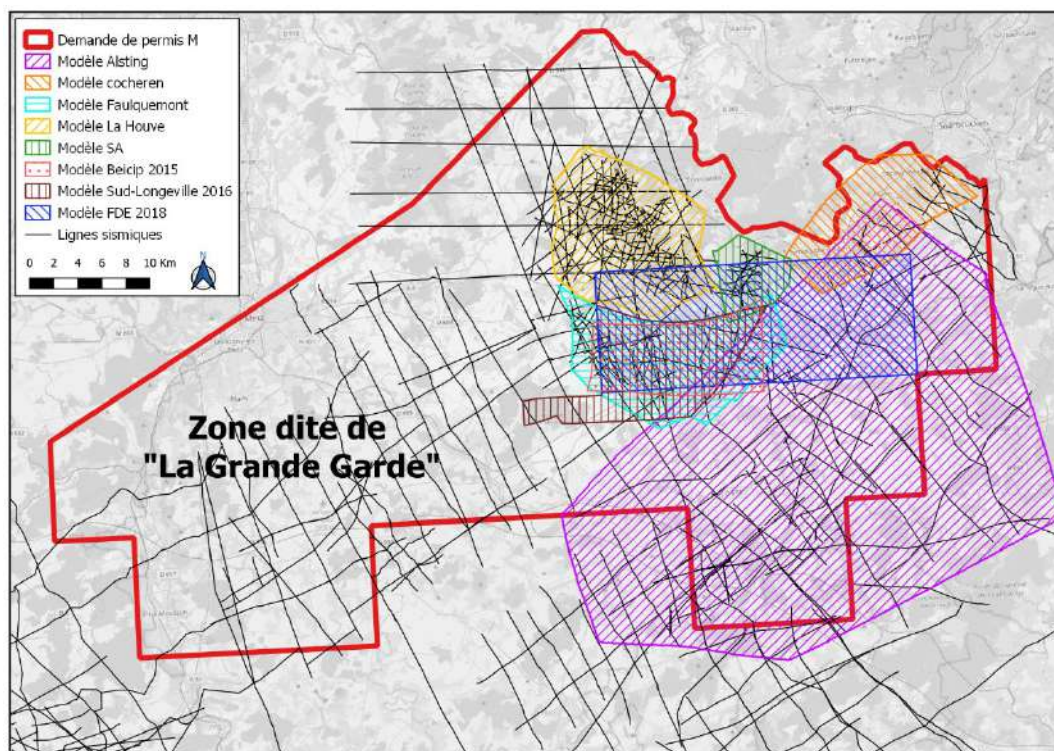 Demande de permis M
Modèle Alsting
Modèle cocheren
Modèle Faulquemont
Modèle La Houve
Modèle SA
Modèle Beicip 2015
Modèle Sud-Longeville 2016
Modèle FDE 2018
Lignes sismiques
0 2 4 6 8 10 Km
N
Zone dite de
"La Grande Garde"